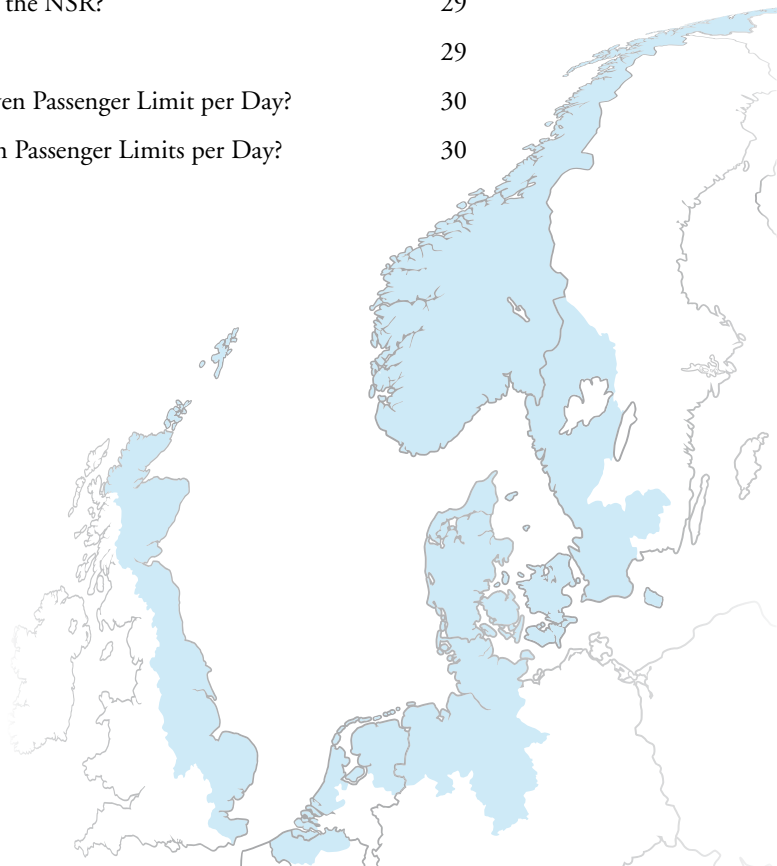 the NSR? 29
29
en Passenger Limit per Day? 30
n Passenger Limits per Day? 30